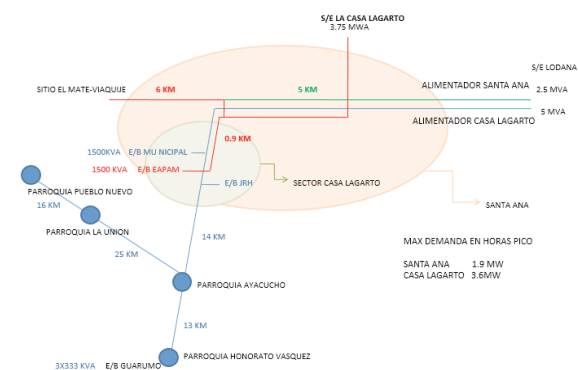 S/E LA CASA LAGARTO
3.75 MWA
S/E LODANA
SITIO EL MATE-VIAQUIJE
6 KM
5 KM
ALIMENTADOR SANTA ANA
2.5 MVA
5 MVA
ALIMENTADOR CASA LAGARTO
0.9 KM
1500KVA E/B MU NICIPAL
1500 KVA E/B EAPAM
E/B JRH
SECTOR CASA LAGARTO
PARROQUIA PUEBLO NUEVO
16 KM
SANTA ANA
PARROQUIA LA UNION
14 KM
MAX DEMANDA EN HORAS PICO
25 KM
SANTA ANA 1.9 MW
CASA LAGARTO 3.6MW
PARROQUIA AYACUCHO
13 KM
PARROQUIA HONORATO VASQUEZ
3X333 KVA E/B GUARUMO